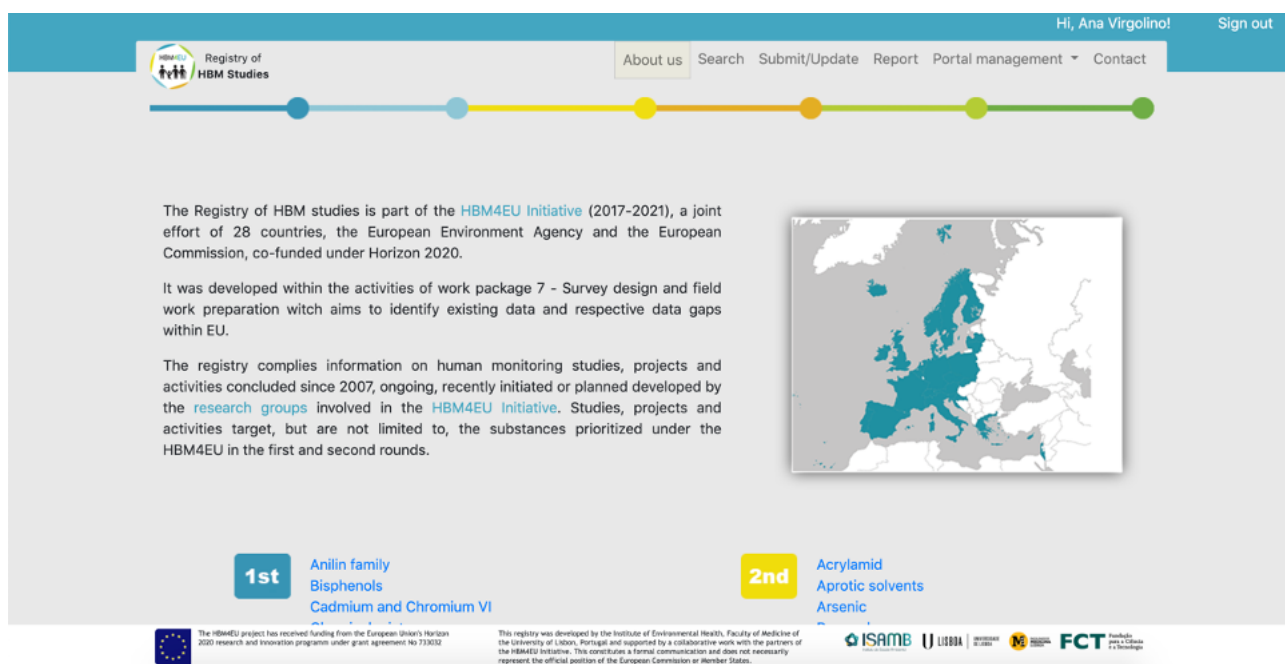 Hi, Ana Virgolino! Sign out
HBM4EU
Registry of
HBM Studies
About us Search Submit/Update Report Portal management Contact
The Registry of HBM studies is part of the HBM4EU Initiative (2017-2021), a joint
effort of 28 countries, the European Environment Agency and the European
Commission, co-funded under Horizon 2020.
It was developed within the activities of work package 7 - Survey design and field
work preparation witch aims to identify existing data and respective data gaps
within EU.
The registry complies information on human monitoring studies, projects and
activities concluded since 2007, ongoing, recently initiated or planned developed by
the research groups involved in the HBM4EU Initiative. Studies, projects and
activities target, but are not limited to, the substances prioritized under the
HBM4EU in the first and second rounds.
1st
Anilin family
Bisphenols
Cadmium and Chromium VI
2nd
Acrylamid
Aprotic solvents
Arsenic
The HBM4EU project has received funding from the European Union's Horizon
2020 research and innovation programm under grant agreement No 733032
This registry was developed by the Institute of Environmental Health, Faculty of Medicine of
the University of Lisbon, Portugal and supported by a collaborative work with the partners of
the HBM4EU Initiative. This constitutes a formal communication and does not necessarily
represent the official position of the European Commission or Member States.
ISAMB
U LISBOA
UNIVERSIDADE
DE LISBOA
FCT
Fundação
para a Ciência
e a Tecnologia